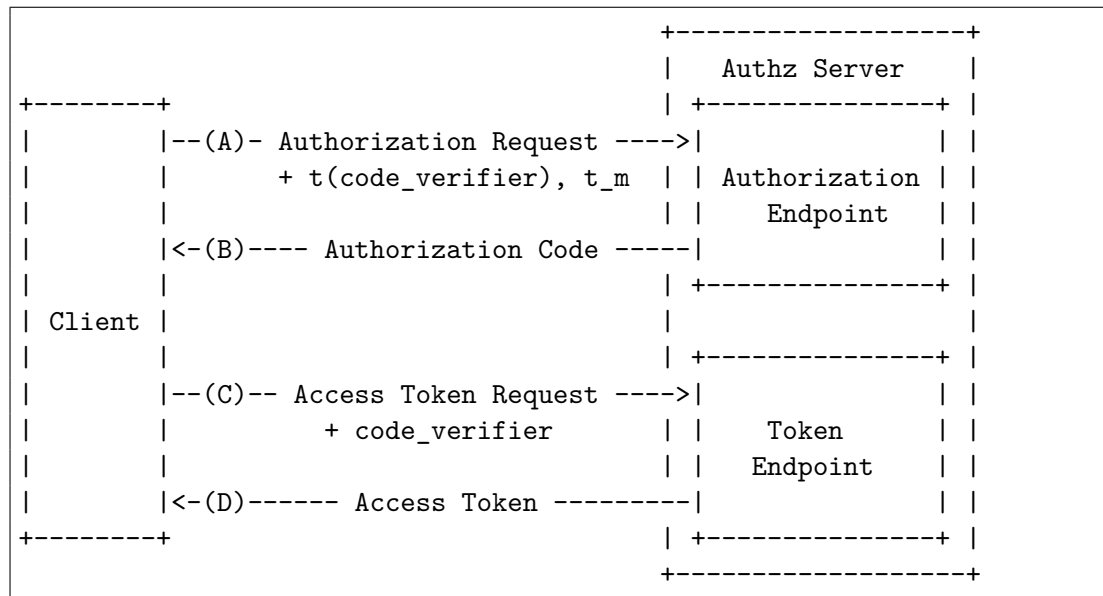 Authz Server
--(A)- Authorization Request ---->
+ t(code_verifier), t_m
Authorization
Endpoint
<-(B)---- Authorization Code -----
Client
--(C)-- Access Token Request ---->
+ code_verifier
Token
Endpoint
<-(D)------ Access Token ---------